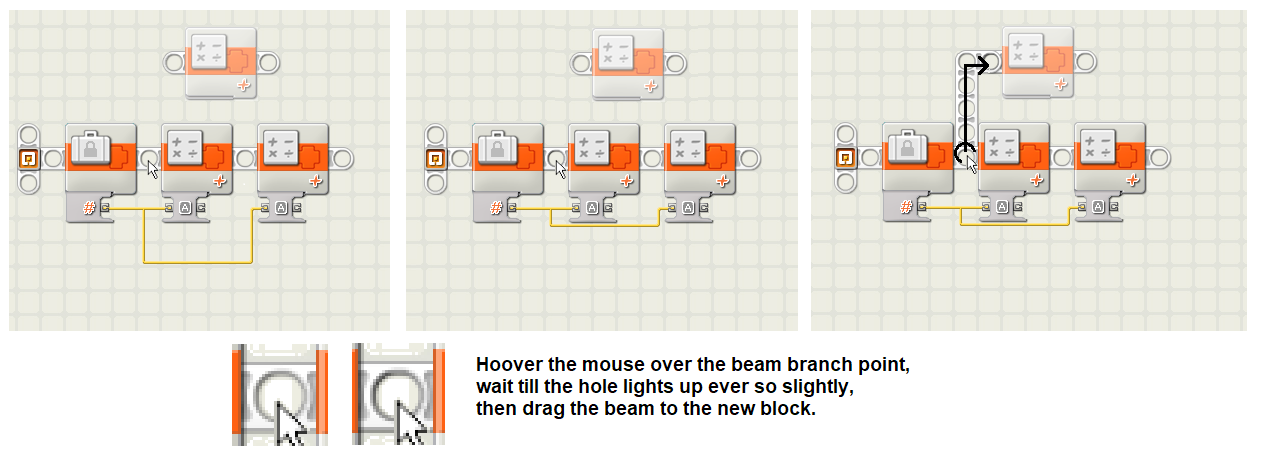 # A A
# A A
# A A
Hoover the mouse over the beam branch point,
wait till the hole lights up ever so slightly,
then drag the beam to the new block.